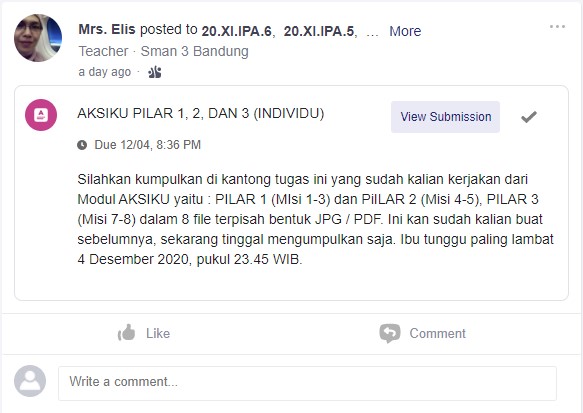 Mrs. Elis posted to 20.XI.IPA.6, 20.XI.IPA.5, ... More
Teacher · Sman 3 Bandung
a day ago ·
AKSIKU PILAR 1, 2, DAN 3 (INDIVIDU)
View Submission
Due 12/04, 8:36 PM
Silahkan kumpulkan di kantong tugas ini yang sudah kalian kerjakan dari
Modul AKSIKU yaitu : PILAR 1 (MIsi 1-3) dan PiILAR 2 (Misi 4-5), PILAR 3
(Misi 7-8) dalam 8 file terpisah bentuk JPG / PDF. Ini kan sudah kalian buat
sebelumnya, sekarang tinggal mengumpulkan saja. Ibu tunggu paling lambat
4 Desember 2020, pukul 23.45 WIB.
Like
Comment
Write a comment...